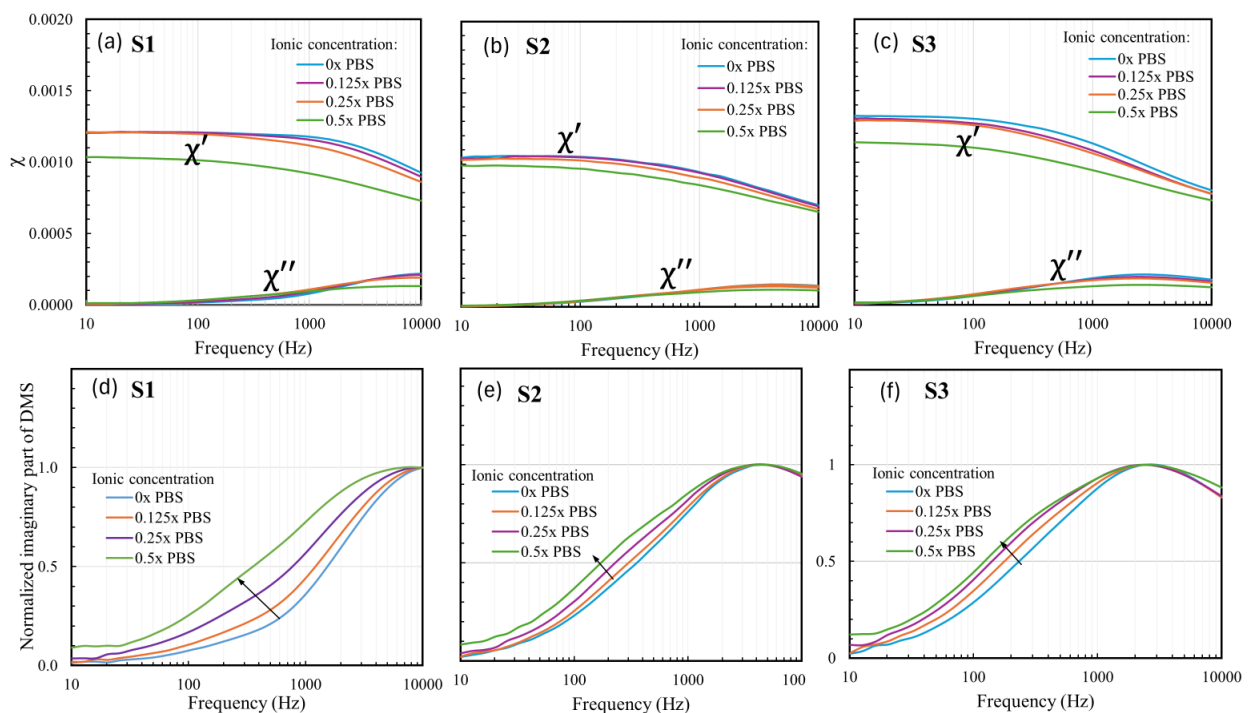 (a) S1
Ionic concentration:
0x PBS
0.125x PBS
0.25x PBS
0.5x PBS
χ′
χ″
χ
0.0020
0.0015
0.0010
0.0005
0.0000
10 100 1000 10000
Frequency (Hz)
(b) S2
Ionic concentration:
0x PBS
0.125x PBS
0.25x PBS
0.5x PBS
χ′
χ″
10 100 1000 10000
Frequency (Hz)
(c) S3
Ionic concentration:
0x PBS
0.125x PBS
0.25x PBS
0.5x PBS
χ′
χ″
10 100 1000 10000
Frequency (Hz)
(d) S1
Normalized imaginary part of DMS
1.0
0.5
0.0
Ionic concentration
0x PBS
0.125x PBS
0.25x PBS
0.5x PBS
10 100 1000 10000
Frequency (Hz)
(e) S2
Ionic concentration
0x PBS
0.125x PBS
0.25x PBS
0.5x PBS
10 100 1000 100
Frequency (Hz)
(f) S3
1
0.5
0
Ionic concentration
0x PBS
0.125x PBS
0.25x PBS
0.5x PBS
10 100 1000 10000
Frequency (Hz)